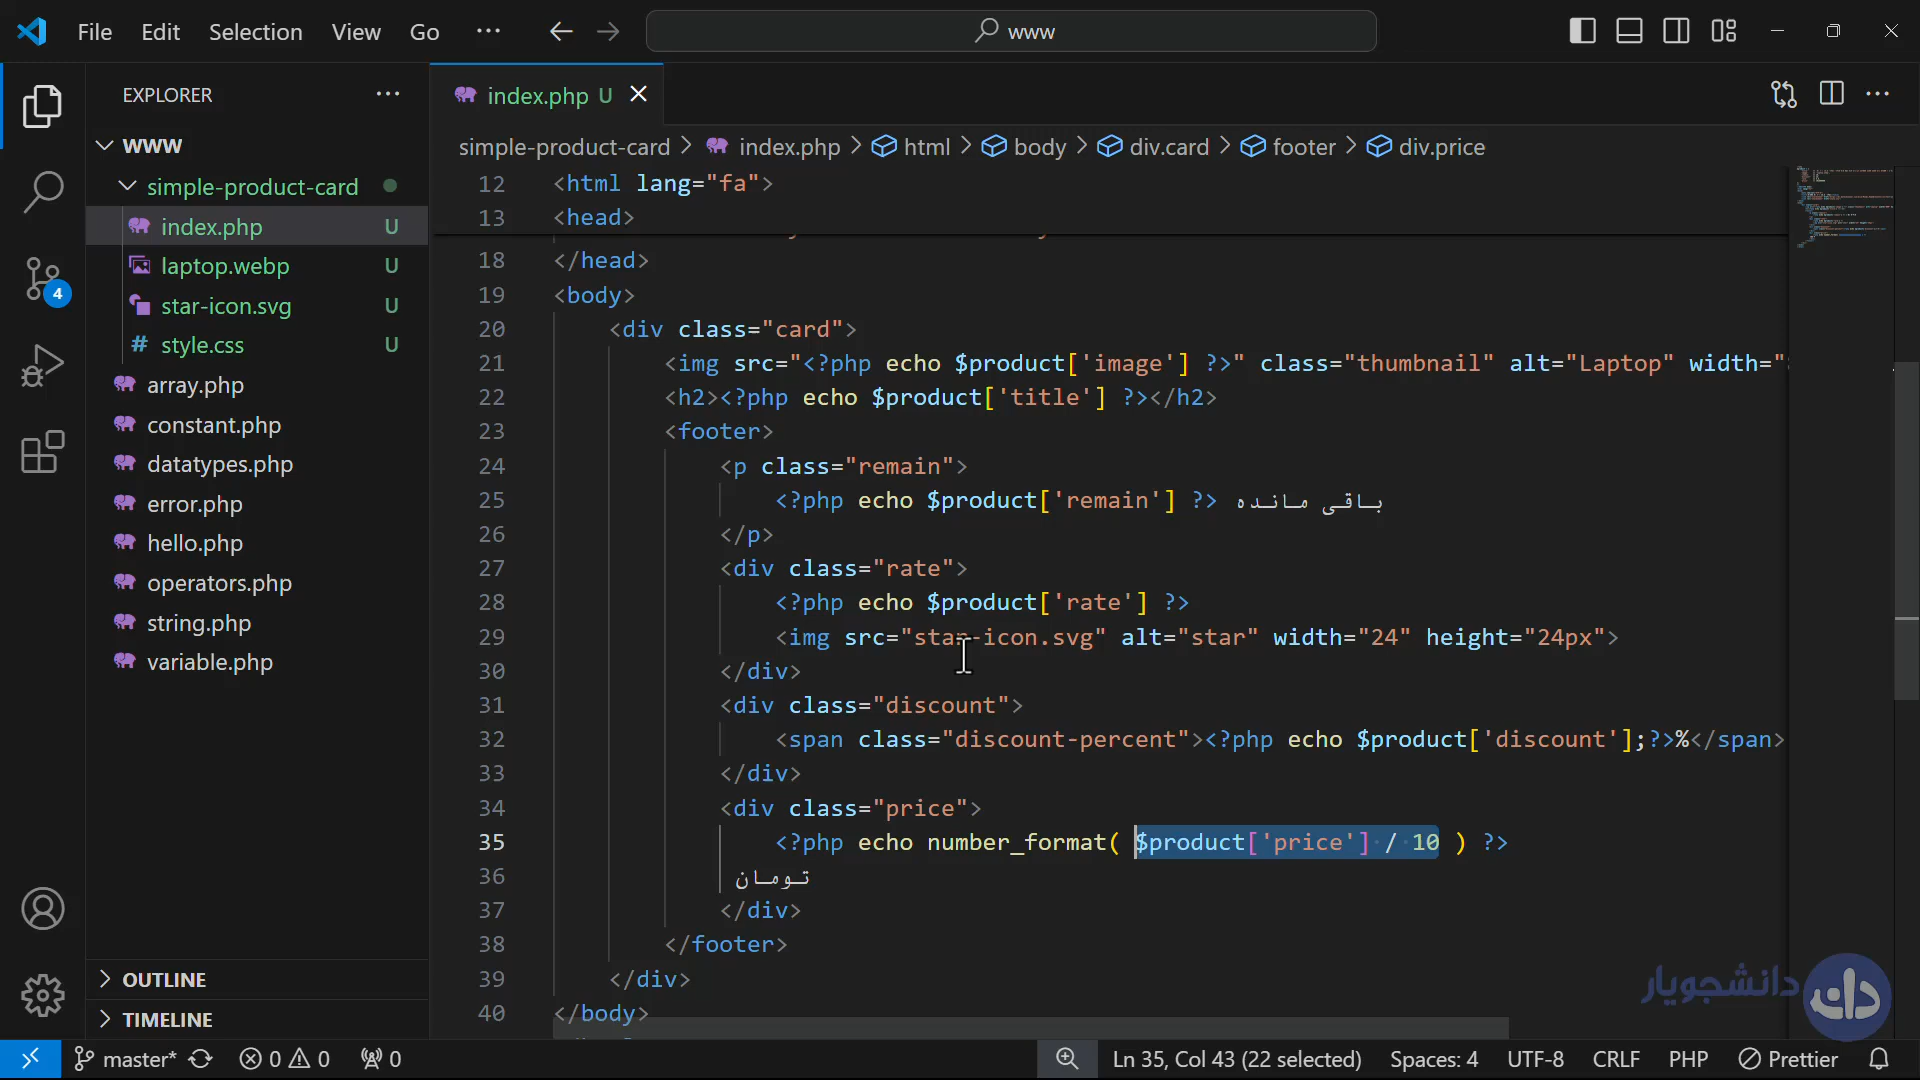 File Edit Selection View Go ··· www
EXPLORER ···
WWW
simple-product-card
index.php U
laptop.webp U
star-icon.svg U
style.css U
array.php
constant.php
datatypes.php
error.php
hello.php
operators.php
string.php
variable.php
OUTLINE
TIMELINE
4
index.php U
simple-product-card > index.php > html > body > div.card > footer > div.price
12 <html lang="fa">
13 <head>
18 </head>
19 <body>
20 <div class="card">
21 <img src="<?php echo $product['image'] ?>" class="thumbnail" alt="Laptop" width="
22 <h2><?php echo $product['title'] ?></h2>
23 <footer>
24 <p class="remain">
25 <?php echo $product['remain'] ?> باقی مانده
26 </p>
27 <div class="rate">
28 <?php echo $product['rate'] ?>
29 <img src="star-icon.svg" alt="star" width="24" height="24px">
30 </div>
31 <div class="discount">
32 <span class="discount-percent"><?php echo $product['discount'];?>%</span>
33 </div>
34 <div class="price">
35 <?php echo number_format( $product['price'] / 10 ) ?>
36 تومان
37 </div>
38 </footer>
39 </div>
40 </body>
دانشجویار
master* 0 0 0 Ln 35, Col 43 (22 selected) Spaces: 4 UTF-8 CRLF PHP Prettier